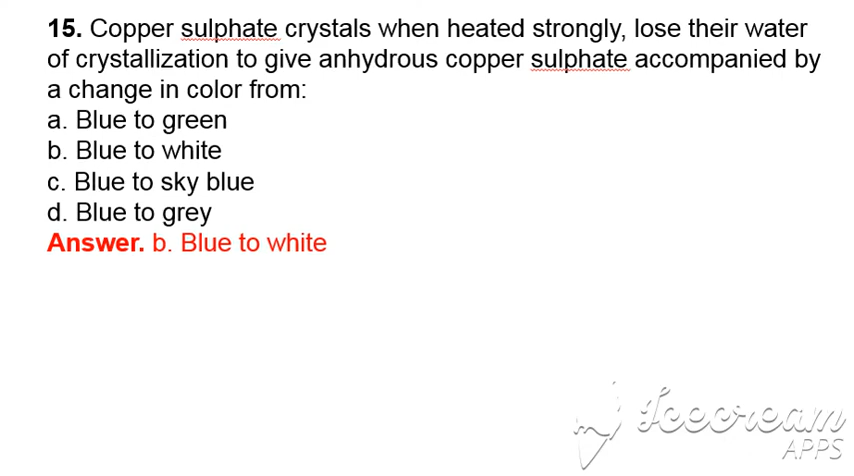 15. Copper sulphate crystals when heated strongly, lose their water
of crystallization to give anhydrous copper sulphate accompanied by
a change in color from:
a. Blue to green
b. Blue to white
c. Blue to sky blue
d. Blue to grey
Answer. b. Blue to white
Icecream
APPS